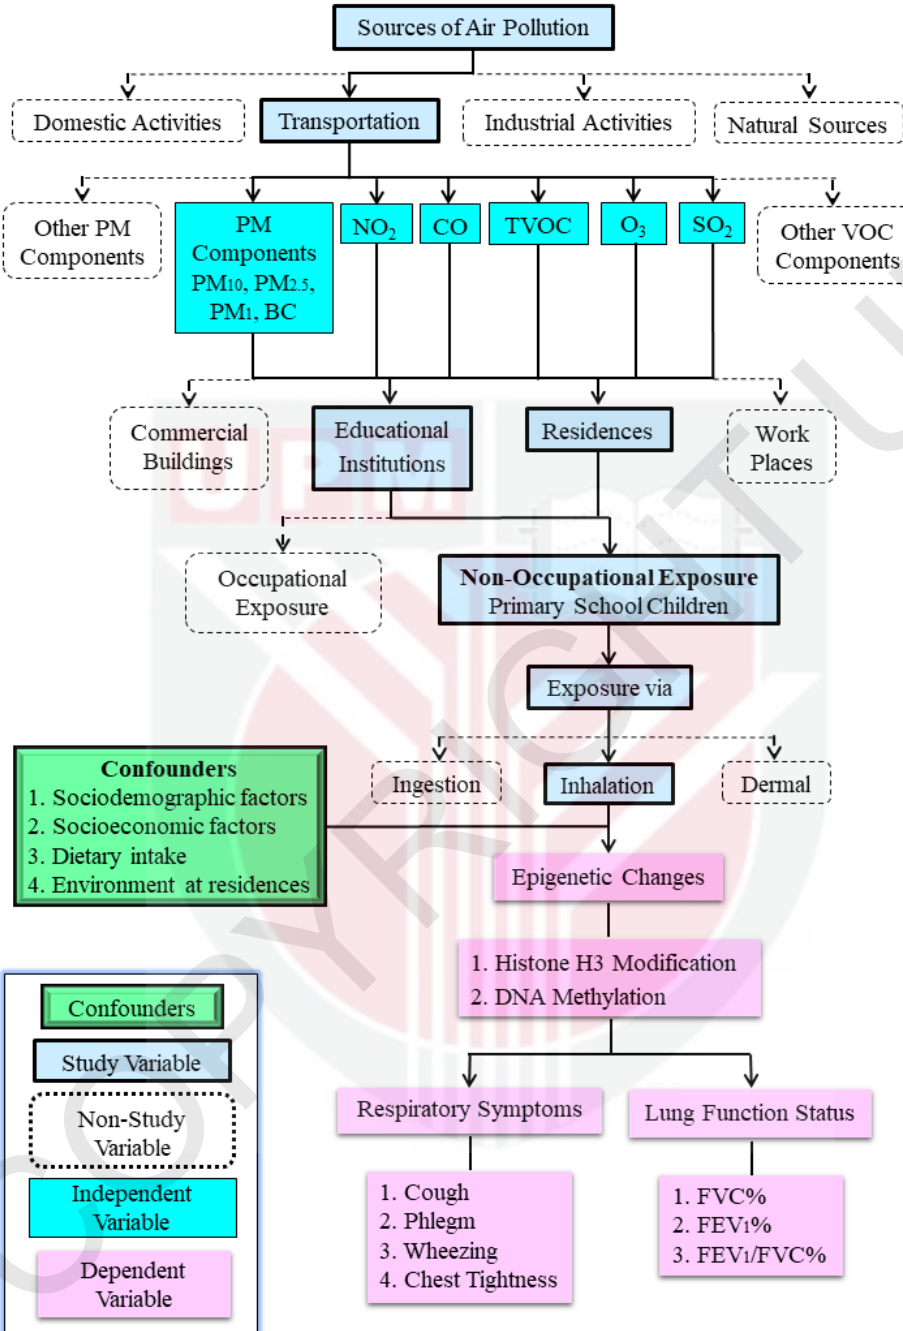 Sources of Air Pollution
Domestic Activities
Transportation
Industrial Activities
Natural Sources
Other PM
Components
PM
Components
PM₁₀, PM₂.₅,
PM₁, BC
NO₂
CO
TVOC
O₃
SO₂
Other VOC
Components
Commercial
Buildings
Educational
Institutions
Residences
Work
Places
UPM
Occupational
Exposure
Non-Occupational Exposure
Primary School Children
Exposure via
Ingestion
Inhalation
Dermal
Confounders
1. Sociodemographic factors
2. Socioeconomic factors
3. Dietary intake
4. Environment at residences
Epigenetic Changes
1. Histone H3 Modification
2. DNA Methylation
Respiratory Symptoms
Lung Function Status
1. Cough
2. Phlegm
3. Wheezing
4. Chest Tightness
1. FVC%
2. FEV₁%
3. FEV₁/FVC%
Confounders
Study Variable
Non-Study
Variable
Independent
Variable
Dependent
Variable
COPYRIGHT U